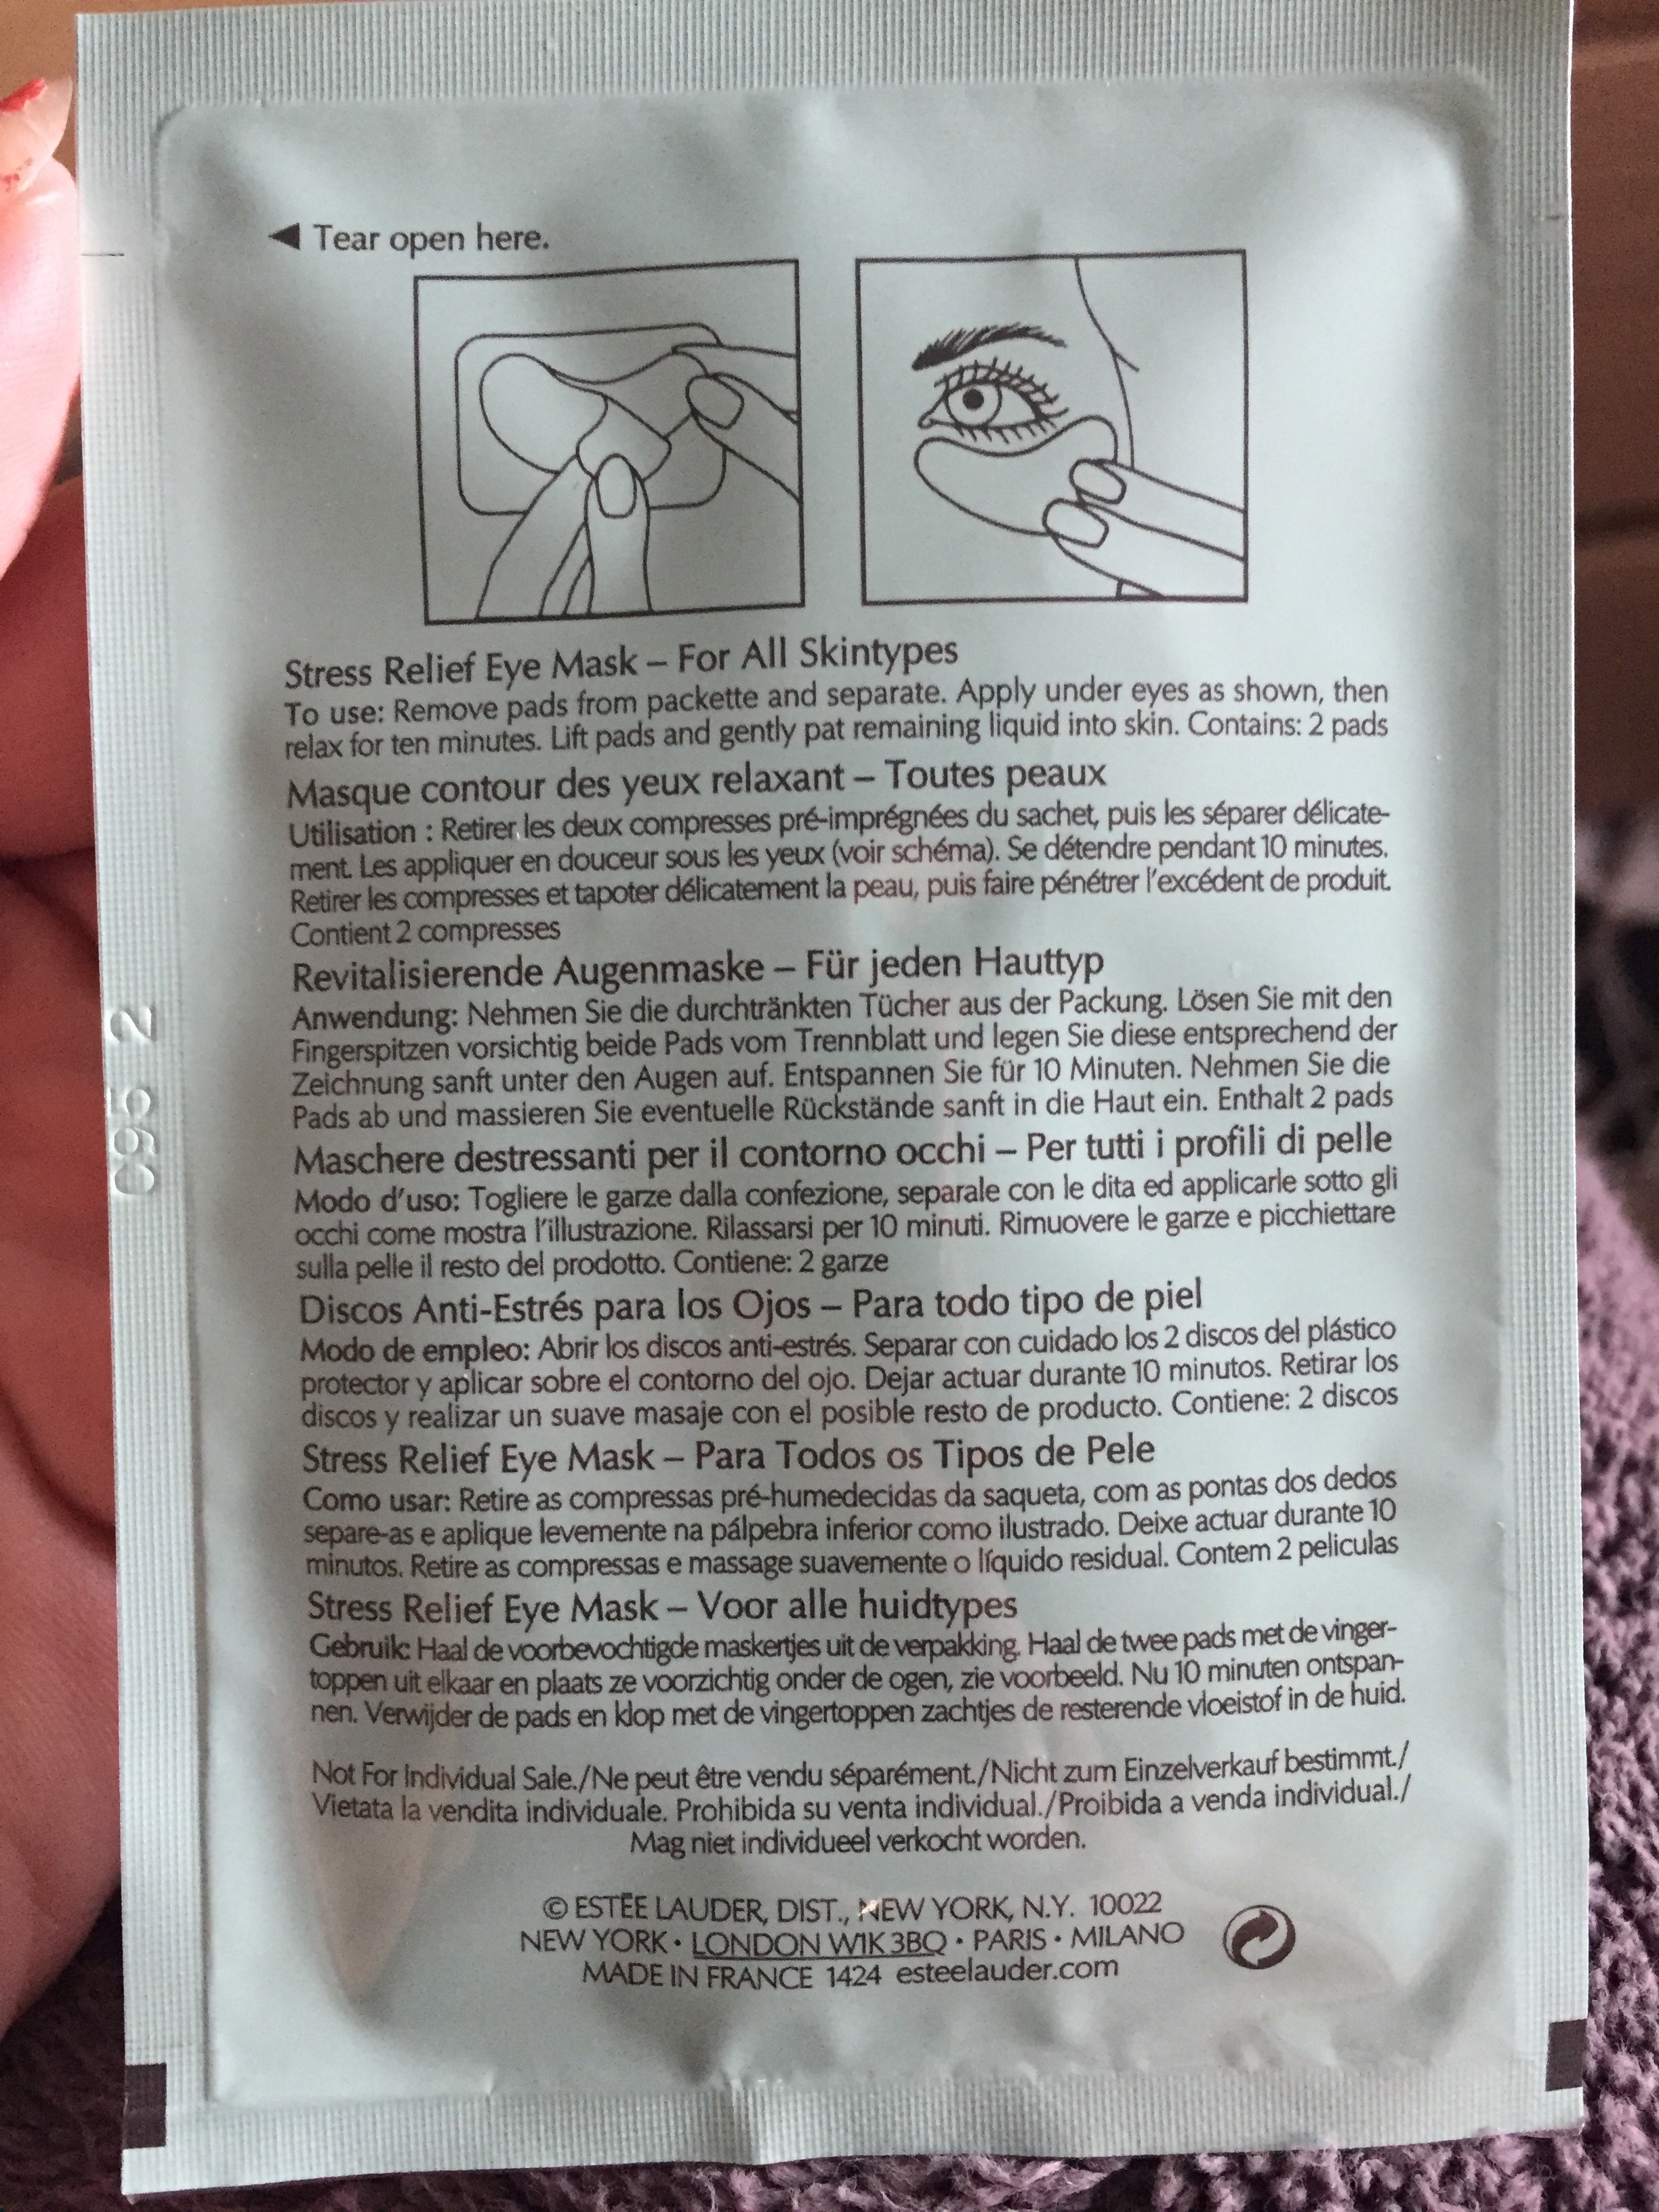 ◀ Tear open here.
Stress Relief Eye Mask – For All Skintypes
To use: Remove pads from packette and separate. Apply under eyes as shown, then
relax for ten minutes. Lift pads and gently pat remaining liquid into skin. Contains: 2 pads
Masque contour des yeux relaxant – Toutes peaux
Utilisation : Retirer les deux compresses pré-imprégnées du sachet, puis les séparer délicate-
ment. Les appliquer en douceur sous les yeux (voir schéma). Se détendre pendant 10 minutes.
Retirer les compresses et tapoter délicatement la peau, puis faire pénétrer l'excédent de produit.
Contient 2 compresses
Revitalisierende Augenmaske – Für jeden Hauttyp
Anwendung: Nehmen Sie die durchtränkten Tücher aus der Packung. Lösen Sie mit den
Fingerspitzen vorsichtig beide Pads vom Trennblatt und legen Sie diese entsprechend der
Zeichnung sanft unter den Augen auf. Entspannen Sie für 10 Minuten. Nehmen Sie die
Pads ab und massieren Sie eventuelle Rückstände sanft in die Haut ein. Enthalt 2 pads
Maschere destressanti per il contorno occhi – Per tutti i profili di pelle
Modo d'uso: Togliere le garze dalla confezione, separale con le dita ed applicarle sotto gli
occhi come mostra l'illustrazione. Rilassarsi per 10 minuti. Rimuovere le garze e picchiettare
sulla pelle il resto del prodotto. Contiene: 2 garze
Discos Anti-Estrés para los Ojos – Para todo tipo de piel
Modo de empleo: Abrir los discos anti-estrés. Separar con cuidado los 2 discos del plástico
protector y aplicar sobre el contorno del ojo. Dejar actuar durante 10 minutos. Retirar los
discos y realizar un suave masaje con el posible resto de producto. Contiene: 2 discos
Stress Relief Eye Mask – Para Todos os Tipos de Pele
Como usar: Retire as compressas pré-humedecidas da saqueta, com as pontas dos dedos
separe-as e aplique levemente na pálpebra inferior como ilustrado. Deixe actuar durante 10
minutos. Retire as compressas e massage suavemente o líquido residual. Contem 2 peliculas
Stress Relief Eye Mask – Voor alle huidtypes
Gebruik: Haal de voorbevochtigde maskertjes uit de verpakking. Haal de twee pads met de vinger-
toppen uit elkaar en plaats ze voorzichtig onder de ogen, zie voorbeeld. Nu 10 minuten ontspan-
nen. Verwijder de pads en klop met de vingertoppen zachtjes de resterende vloeistof in de huid.
Not For Individual Sale./Ne peut être vendu séparément./Nicht zum Einzelverkauf bestimmt./
Vietata la vendita individuale. Prohibida su venta individual./Proibida a venda individual./
Mag niet individueel verkocht worden.
© ESTĒE LAUDER, DIST., NEW YORK, N.Y. 10022
NEW YORK • LONDON W1K 3BQ • PARIS • MILANO
MADE IN FRANCE 1424 esteelauder.com
C95 2